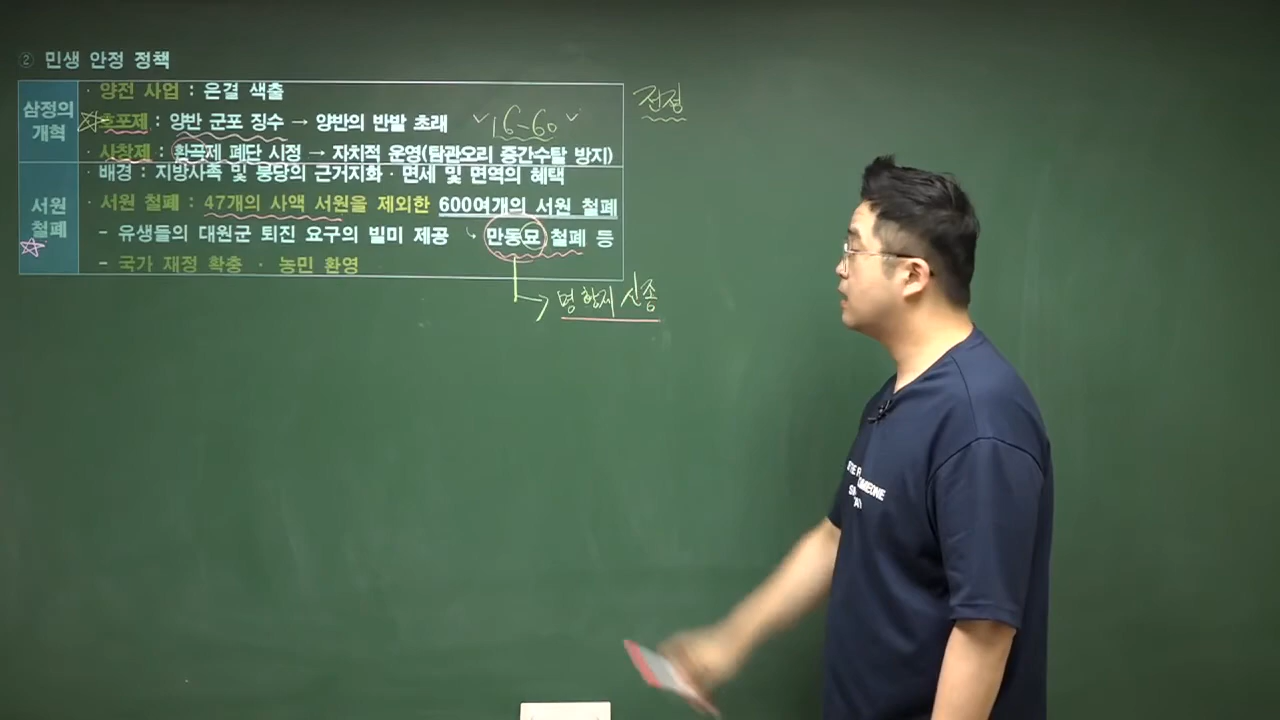 ② 민생 안정 정책
삼정의 개혁
· 양전 사업 : 은결 색출
전정
호포제 : 양반 군포 징수 → 양반의 반발 초래
16-60
· 사창제 : 환곡제 폐단 시정 → 자치적 운영(탐관오리 중간수탈 방지)
서원 철폐
· 배경 : 지방사족 및 붕당의 근거지화 · 면세 및 면역의 혜택
· 서원 철폐 : 47개의 사액 서원을 제외한 600여개의 서원 철폐
- 유생들의 대원군 퇴진 요구의 빌미 제공 만동묘 철폐 등
- 국가 재정 확충 · 농민 환영
명 황제 신종